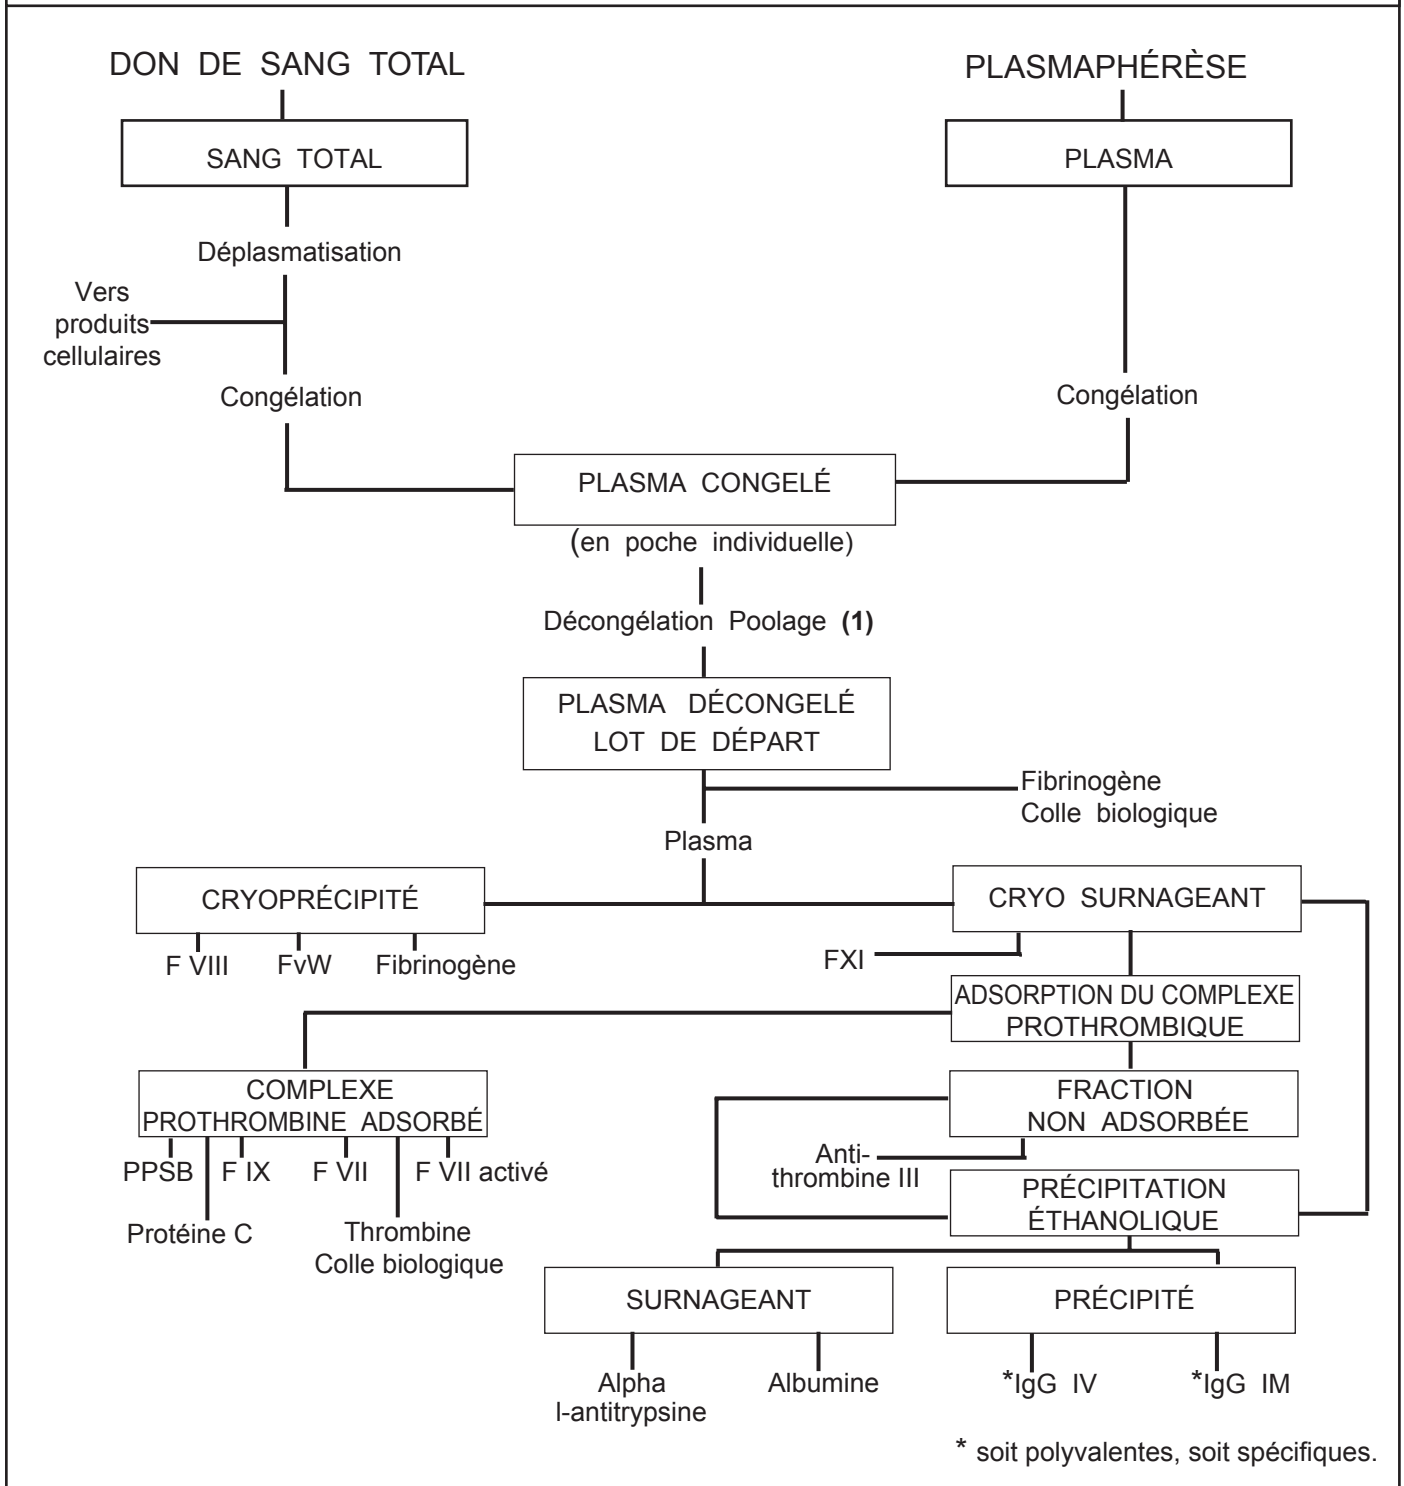 DON DE SANG TOTAL
PLASMAPHÉRÈSE
SANG TOTAL
PLASMA
Déplasmatisation
Vers
produits
cellulaires
Congélation
Congélation
PLASMA CONGELÉ
(en poche individuelle)
Décongélation Poolage (1)
PLASMA DÉCONGELÉ
LOT DE DÉPART
Fibrinogène
Colle biologique
Plasma
CRYOPRÉCIPITÉ
CRYO SURNAGEANT
F VIII
FvW
Fibrinogène
FXI
ADSORPTION DU COMPLEXE
PROTHROMBIQUE
COMPLEXE
PROTHROMBINE ADSORBÉ
FRACTION
NON ADSORBÉE
PPSB
F IX
F VII
F VII activé
Anti-
thrombine III
Protéine C
Thrombine
Colle biologique
PRÉCIPITATION
ÉTHANOLIQUE
SURNAGEANT
PRÉCIPITÉ
Alpha
l-antitrypsine
Albumine
*IgG IV
*IgG IM
* soit polyvalentes, soit spécifiques.